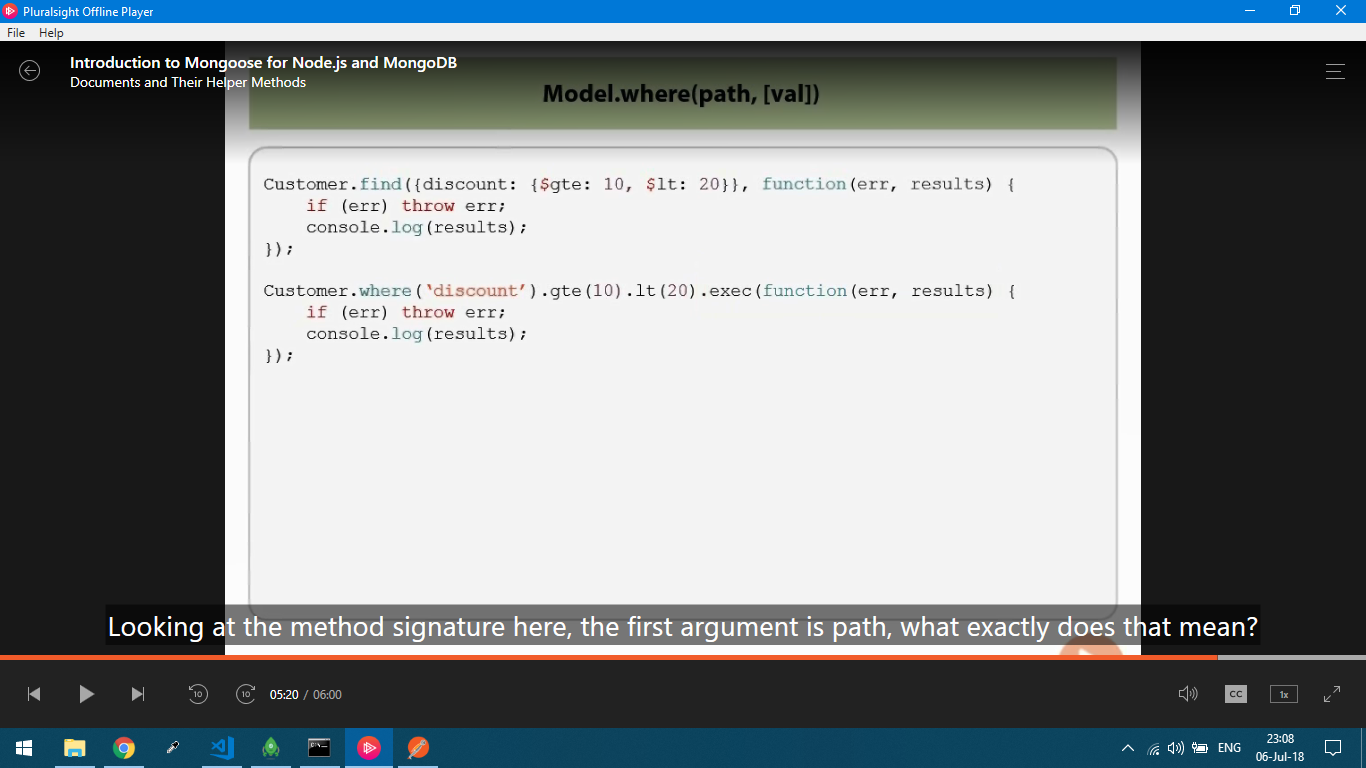 Pluralsight Offline Player
File Help
Introduction to Mongoose for Node.js and MongoDB
Documents and Their Helper Methods
Model.where(path, [val])
Customer.find({discount: {$gte: 10, $lt: 20}}, function(err, results) {
    if (err) throw err;
    console.log(results);
});
Customer.where(‘discount’).gte(10).lt(20).exec(function(err, results) {
    if (err) throw err;
    console.log(results);
});
Looking at the method signature here, the first argument is path, what exactly does that mean?
10 10 05:20 / 06:00 CC 1x
ENG 23:08
06-Jul-18